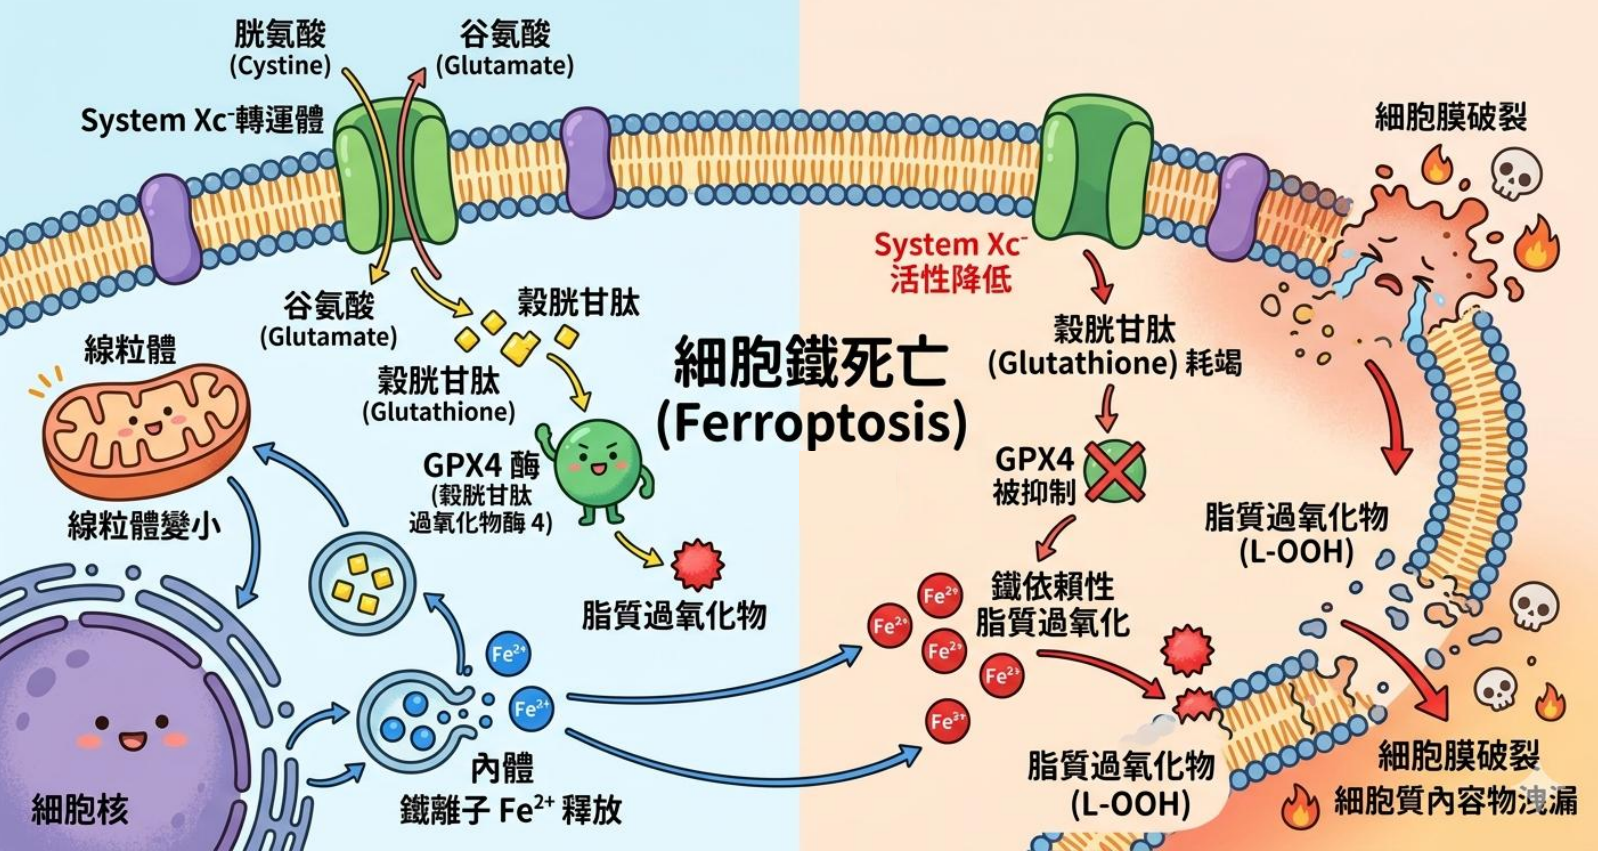 胱氨酸
(Cystine)
谷氨酸
(Glutamate)
System Xc⁻轉運體
谷氨酸
(Glutamate)
穀胱甘肽
穀胱甘肽
(Glutathione)
線粒體
線粒體變小
GPX4 酶
(穀胱甘肽
過氧化物酶 4)
脂質過氧化物
Fe²⁺
Fe²⁺
內體
鐵離子 Fe²⁺ 釋放
細胞核
細胞鐵死亡
(Ferroptosis)
System Xc⁻
活性降低
穀胱甘肽
(Glutathione) 耗竭
GPX4
被抑制
鐵依賴性
脂質過氧化
Fe²⁺
Fe²⁺
Fe²⁺
Fe²⁺
Fe²⁺
脂質過氧化物
(L-OOH)
細胞膜破裂
脂質過氧化物
(L-OOH)
細胞膜破裂
細胞質內容物洩漏